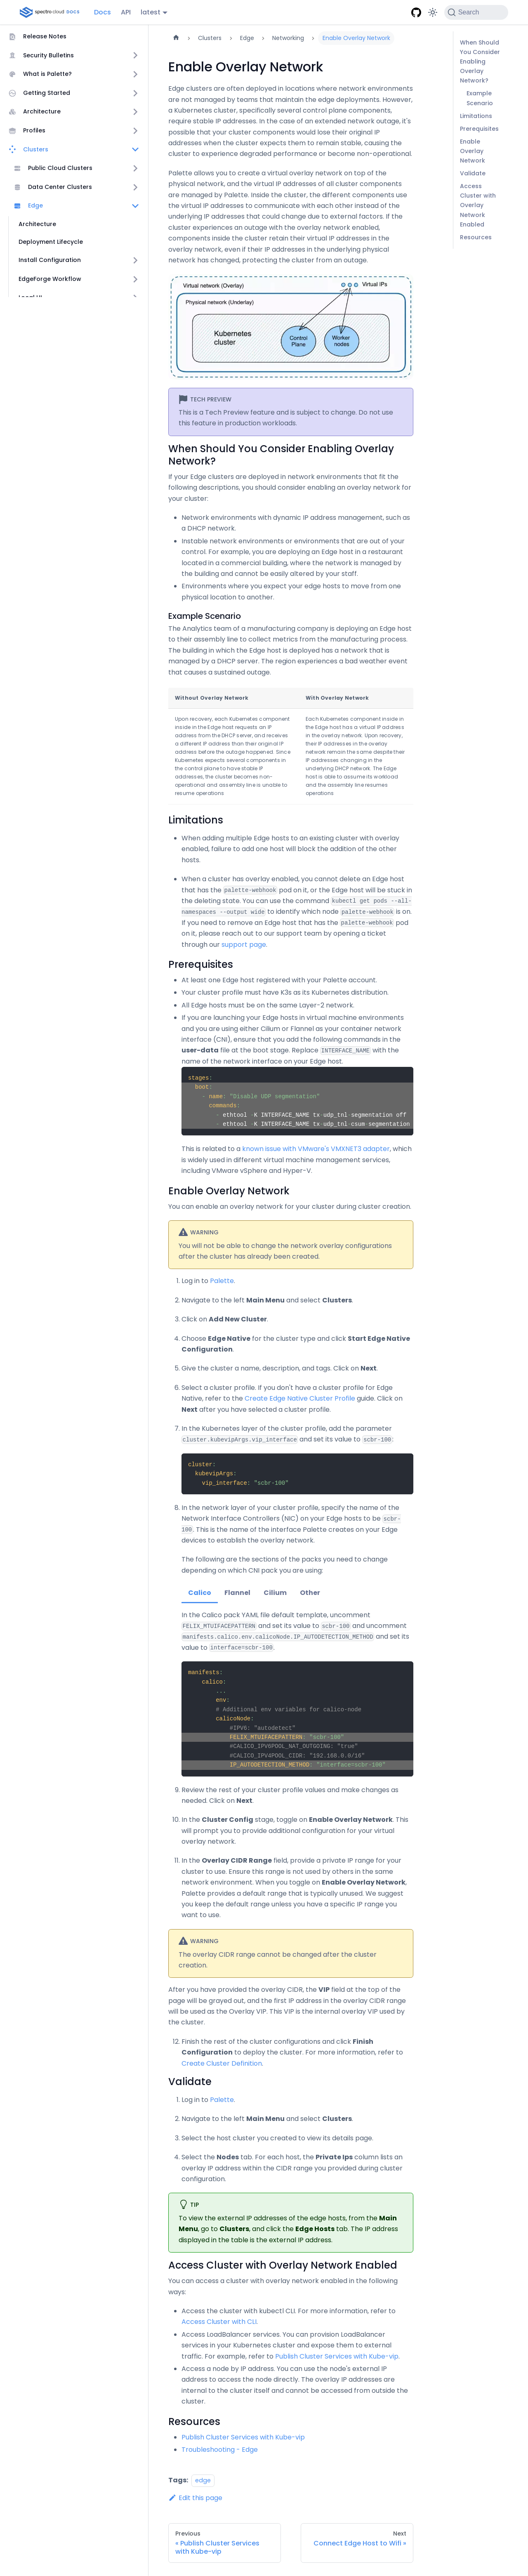 spectro cloud DOCS
Docs
API
latest
Search
Release Notes
Security Bulletins
What is Palette?
Getting Started
Architecture
Profiles
Clusters
Public Cloud Clusters
Data Center Clusters
Edge
Architecture
Deployment Lifecycle
Install Configuration
EdgeForge Workflow
Clusters > Edge > Networking > Enable Overlay Network
Enable Overlay Network
Edge clusters are often deployed in locations where network environments
are not managed by teams that maintain the edge deployments. However,
a Kubernetes cluster, specifically several control plane components,
require stable IP addresses. In the case of an extended network outage, it's
possible that cluster components would lose their original IP
addresses when the cluster expects them to remain stable, causing the
cluster to experience degraded performance or become non-operational.
Palette allows you to create a virtual overlay network on top of the
physical network, and the virtual IP addresses of all cluster components
are managed by Palette. Inside the cluster, the different components use
the virtual IP addresses to communicate with each other instead of the
underlying IP addresses that could change due to external factors. If the
cluster experiences an outage with the overlay network enabled,
components inside the cluster retain their virtual IP addresses in the
overlay network, even if their IP addresses in the underlying physical
network has changed, protecting the cluster from an outage.
Virtual network (Overlay)
Virtual IPs
Physical network (Underlay)
Kubernetes
cluster
Control
Plane
Worker
nodes
TECH PREVIEW
This is a Tech Preview feature and is subject to change. Do not use
this feature in production workloads.
When Should You Consider Enabling Overlay
Network?
If your Edge clusters are deployed in network environments that fit the
following descriptions, you should consider enabling an overlay network for
your cluster:
Network environments with dynamic IP address management, such as
a DHCP network.
Instable network environments or environments that are out of your
control. For example, you are deploying an Edge host in a restaurant
located in a commercial building, where the network is managed by
the building and cannot be easily altered by your staff.
Environments where you expect your edge hosts to move from one
physical location to another.
Example Scenario
The Analytics team of a manufacturing company is deploying an Edge host
to their assembly line to collect metrics from the manufacturing process.
The building in which the Edge host is deployed has a network that is
managed by a DHCP server. The region experiences a bad weather event
that causes a sustained outage.
Without Overlay Network
With Overlay Network
Upon recovery, each Kubernetes component
inside in the Edge host requests an IP
address from the DHCP server, and receives
a different IP address than their original IP
address before the outage happened. Since
Kubernetes expects several components in
the control plane to have stable IP
addresses, the cluster becomes non-
operational and assembly line is unable to
resume operations
Each Kubernetes component inside in
the Edge host has a virtual IP address
in the overlay network. Upon recovery,
their IP addresses in the overlay
network remain the same despite their
IP addresses changing in the
underlying DHCP network. The Edge
host is able to assume its workload
and the assembly line resumes
operations
Limitations
When adding multiple Edge hosts to an existing cluster with overlay
enabled, failure to add one host will block the addition of the other
hosts.
When a cluster has overlay enabled, you cannot delete an Edge host
that has the palette-webhook pod on it, or the Edge host will be stuck in
the deleting state. You can use the command kubectl get pods --all-
namespaces --output wide to identify which node palette-webhook is on.
If you need to remove an Edge host that has the palette-webhook pod
on it, please reach out to our support team by opening a ticket
through our support page.
Prerequisites
At least one Edge host registered with your Palette account.
Your cluster profile must have K3s as its Kubernetes distribution.
All Edge hosts must be on the same Layer-2 network.
If you are launching your Edge hosts in virtual machine environments
and you are using either Cilium or Flannel as your container network
interface (CNI), ensure that you add the following commands in the
user-data file at the boot stage. Replace INTERFACE_NAME with the
name of the network interface on your Edge host.
stages:
boot:
- name: "Disable UDP segmentation"
commands:
- ethtool -K INTERFACE_NAME tx-udp_tnl-segmentation off
- ethtool -K INTERFACE_NAME tx-udp_tnl-csum-segmentation
This is related to a known issue with VMware's VMXNET3 adapter, which
is widely used in different virtual machine management services,
including VMware vSphere and Hyper-V.
Enable Overlay Network
You can enable an overlay network for your cluster during cluster creation.
WARNING
You will not be able to change the network overlay configurations
after the cluster has already been created.
1. Log in to Palette.
2. Navigate to the left Main Menu and select Clusters.
3. Click on Add New Cluster.
4. Choose Edge Native for the cluster type and click Start Edge Native
Configuration.
5. Give the cluster a name, description, and tags. Click on Next.
6. Select a cluster profile. If you don't have a cluster profile for Edge
Native, refer to the Create Edge Native Cluster Profile guide. Click on
Next after you have selected a cluster profile.
7. In the Kubernetes layer of the cluster profile, add the parameter
cluster.kubevipArgs.vip_interface and set its value to scbr-100:
cluster:
kubevipArgs:
vip_interface: "scbr-100"
8. In the network layer of your cluster profile, specify the name of the
Network Interface Controllers (NIC) on your Edge hosts to be scbr-
100. This is the name of the interface Palette creates on your Edge
devices to establish the overlay network.
The following are the sections of the packs you need to change
depending on which CNI pack you are using:
Calico
Flannel
Cilium
Other
In the Calico pack YAML file default template, uncomment
FELIX_MTUIFACEPATTERN and set its value to scbr-100 and uncomment
manifests.calico.env.calicoNode.IP_AUTODETECTION_METHOD and set its
value to interface=scbr-100.
manifests:
calico:
...
env:
# Additional env variables for calico-node
calicoNode:
#IPV6: "autodetect"
FELIX_MTUIFACEPATTERN: "scbr-100"
#CALICO_IPV6POOL_NAT_OUTGOING: "true"
#CALICO_IPV4POOL_CIDR: "192.168.0.0/16"
IP_AUTODETECTION_METHOD: "interface=scbr-100"
9. Review the rest of your cluster profile values and make changes as
needed. Click on Next.
10. In the Cluster Config stage, toggle on Enable Overlay Network. This
will prompt you to provide additional configuration for your virtual
overlay network.
11. In the Overlay CIDR Range field, provide a private IP range for your
cluster to use. Ensure this range is not used by others in the same
network environment. When you toggle on Enable Overlay Network,
Palette provides a default range that is typically unused. We suggest
you keep the default range unless you have a specific IP range you
want to use.
WARNING
The overlay CIDR range cannot be changed after the cluster
creation.
After you have provided the overlay CIDR, the VIP field at the top of the
page will be grayed out, and the first IP address in the overlay CIDR range
will be used as the Overlay VIP. This VIP is the internal overlay VIP used by
the cluster.
12. Finish the rest of the cluster configurations and click Finish
Configuration to deploy the cluster. For more information, refer to
Create Cluster Definition.
Validate
1. Log in to Palette.
2. Navigate to the left Main Menu and select Clusters.
3. Select the host cluster you created to view its details page.
4. Select the Nodes tab. For each host, the Private Ips column lists an
overlay IP address within the CIDR range you provided during cluster
configuration.
TIP
To view the external IP addresses of the edge hosts, from the Main
Menu, go to Clusters, and click the Edge Hosts tab. The IP address
displayed in the table is the external IP address.
Access Cluster with Overlay Network Enabled
You can access a cluster with overlay network enabled in the following
ways:
Access the cluster with kubectl CLI. For more information, refer to
Access Cluster with CLI.
Access LoadBalancer services. You can provision LoadBalancer
services in your Kubernetes cluster and expose them to external
traffic. For example, refer to Publish Cluster Services with Kube-vip.
Access a node by IP address. You can use the node's external IP
address to access the node directly. The overlay IP addresses are
internal to the cluster itself and cannot be accessed from outside the
cluster.
Resources
Publish Cluster Services with Kube-vip
Troubleshooting - Edge
Tags: edge
Edit this page
Previous
« Publish Cluster Services
with Kube-vip
Next
Connect Edge Host to Wifi »
When Should
You Consider
Enabling
Overlay
Network?
Example
Scenario
Limitations
Prerequisites
Enable
Overlay
Network
Validate
Access
Cluster with
Overlay
Network
Enabled
Resources